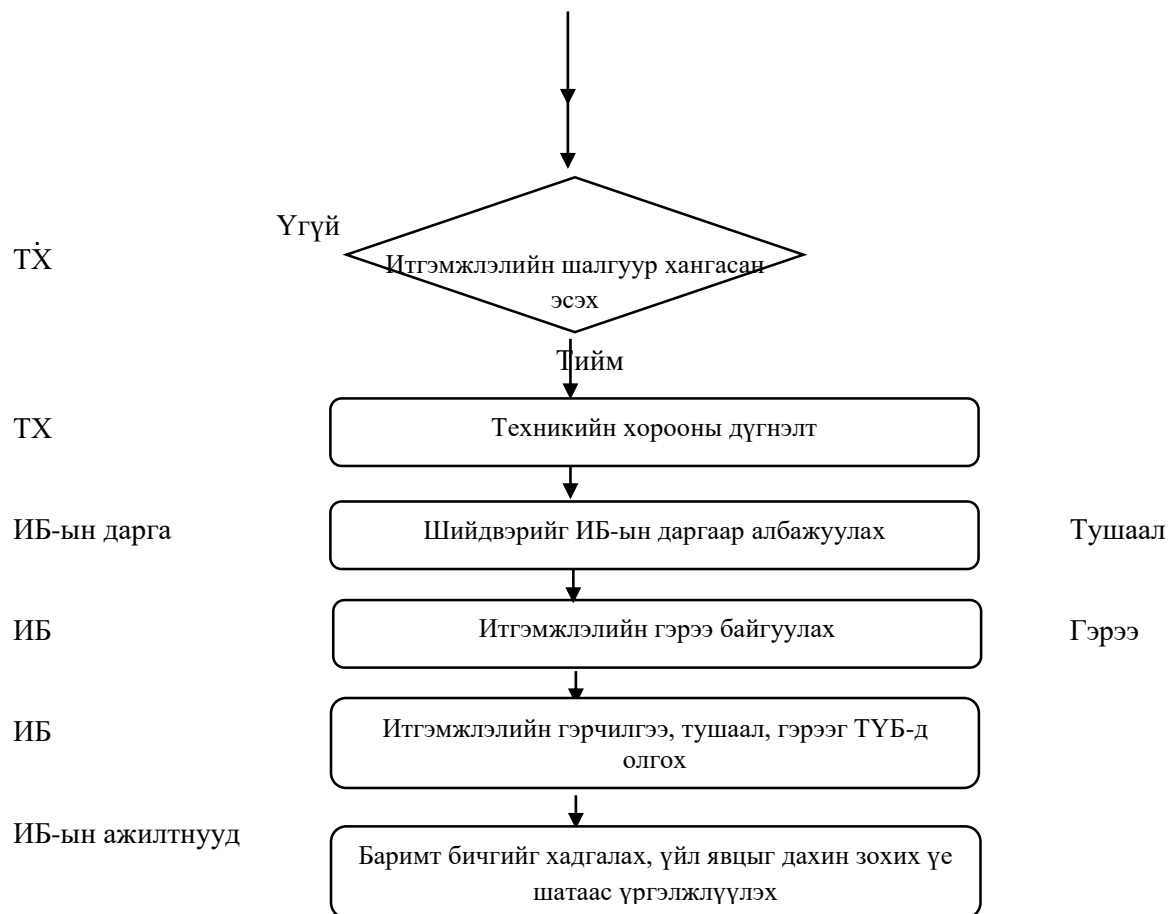 Үгүй
ТХ
Итгэмжлэлийн шалгуур хангасан
эсэх
Тийм
ТХ
Техникийн хорооны дүгнэлт
ИБ-ын дарга
Шийдвэрийг ИБ-ын даргаар албажуулах
Тушаал
ИБ
Итгэмжлэлийн гэрээ байгуулах
Гэрээ
ИБ
Итгэмжлэлийн гэрчилгээ, тушаал, гэрээг ТҮБ-д
олгох
ИБ-ын ажилтнууд
Баримт бичгийг хадгалах, үйл явцыг дахин зохих үе
шатаас үргэлжлүүлэх